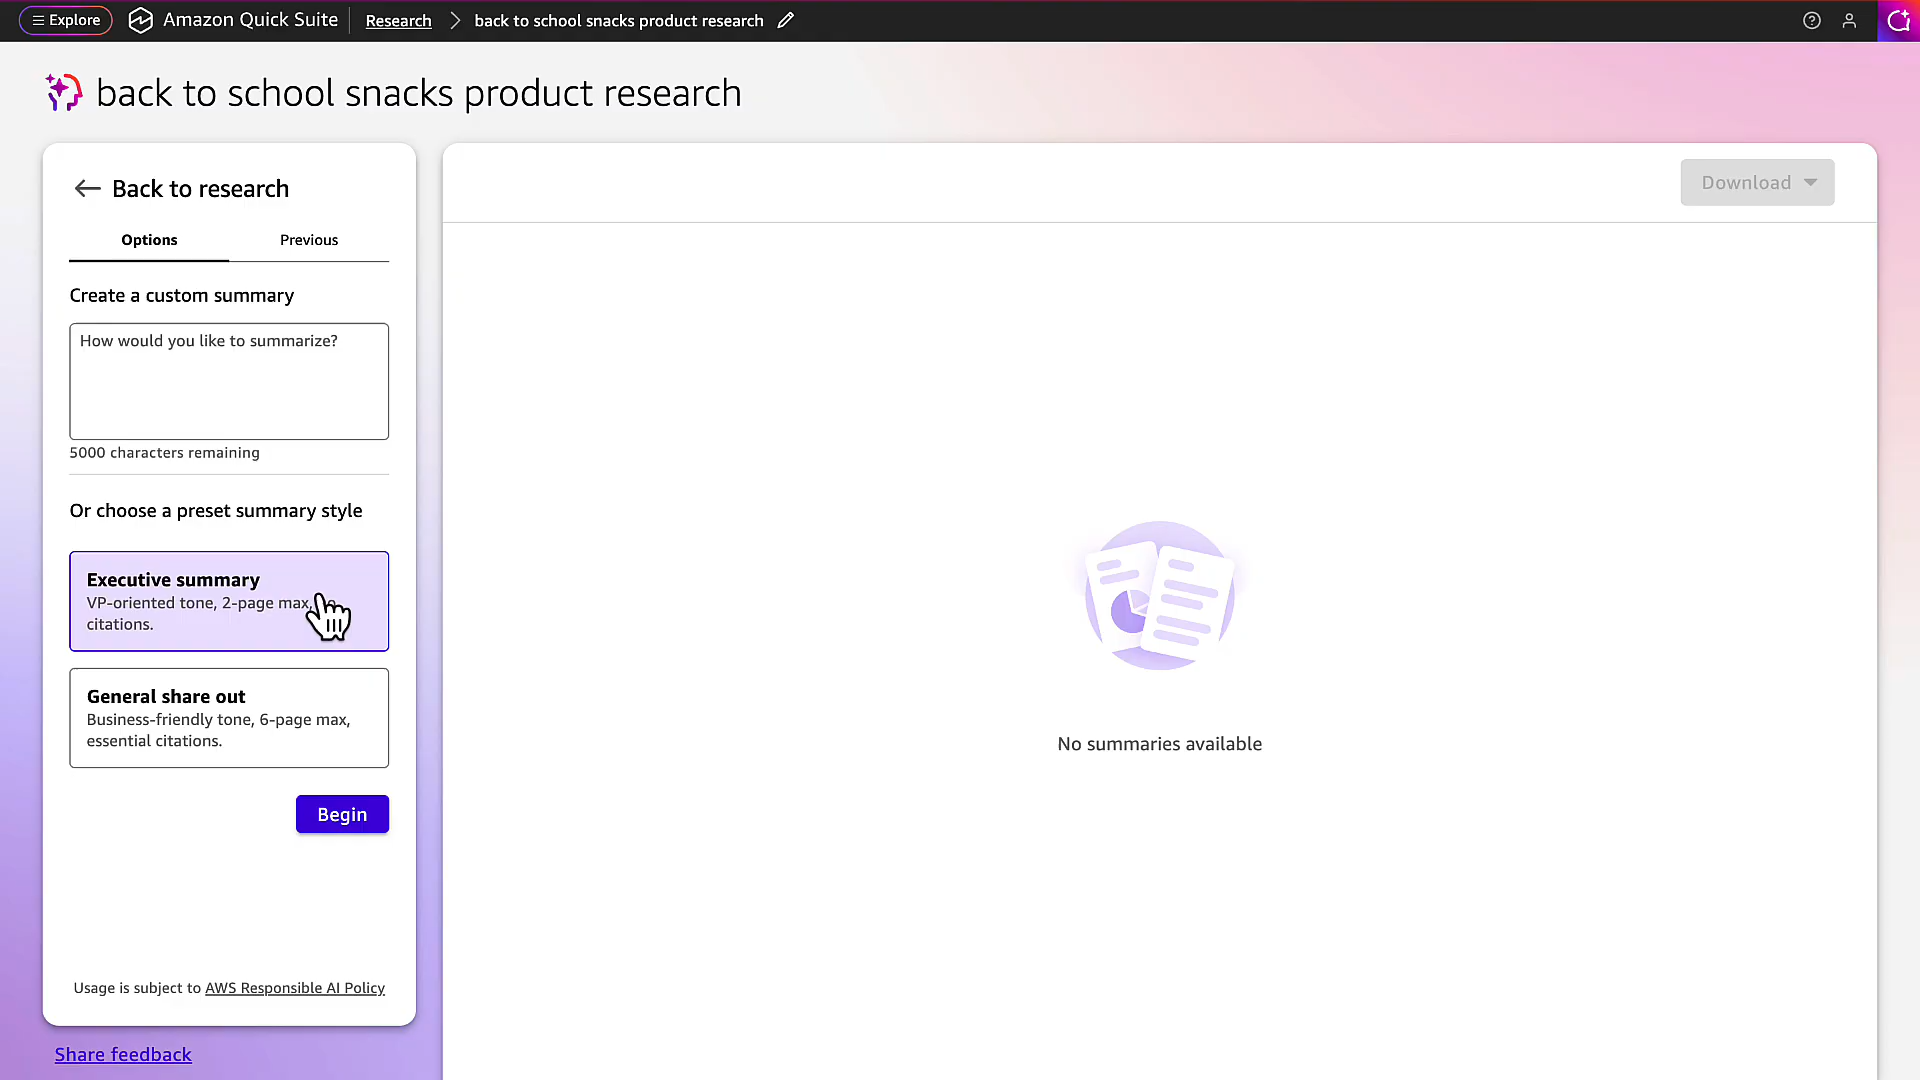 Explore
Amazon Quick Suite
Research
back to school snacks product research
back to school snacks product research
Back to research
Options
Previous
Create a custom summary
How would you like to summarize?
5000 characters remaining
Or choose a preset summary style
Executive summary
VP-oriented tone, 2-page max,
citations.
General share out
Business-friendly tone, 6-page max,
essential citations.
Begin
Usage is subject to AWS Responsible AI Policy
Share feedback
Download
No summaries available